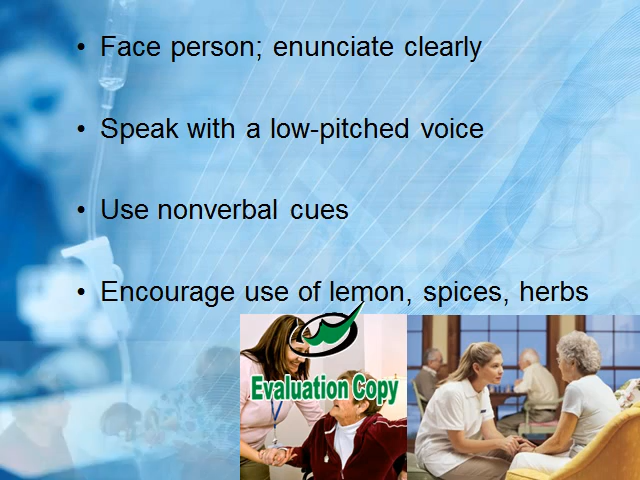 • Face person; enunciate clearly
• Speak with a low-pitched voice
• Use nonverbal cues
• Encourage use of lemon, spices, herbs
Evaluation Copy